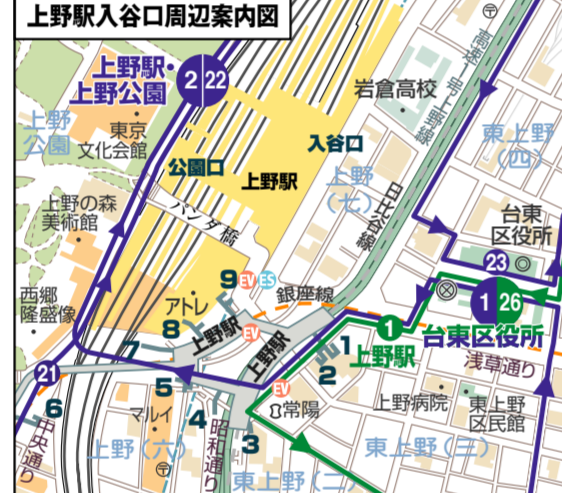 上野駅入谷口周辺案内図
上野駅・
上野公園
2 22
高速1号上野線
岩倉高校
上野
公園
東京
文化会館
入谷口
東上野
(四)
公園口
上野駅
上野
(七)
日比谷線
上野の森
美術館
パンダ橋
台東
区役所
23
9 EV ES
銀座線
1 26
西郷
隆盛像
アトレ
8
上野駅
EV
上野駅
1
上野駅
台東区役所
浅草通り
7
1
2
21
5
EV
6
マルイ
4
常陽
上野病院
東上野
区民館
中央通り
上野(六)
昭和通り
3
東上野(三)
東上野(二)